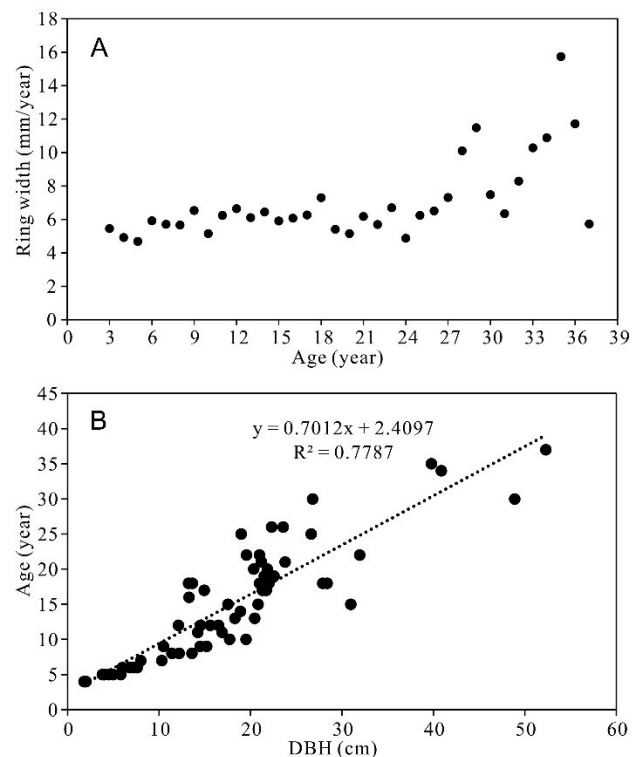 A
18
16
14
12
10
8
6
4
2
0
Ring width (mm/year)
0 3 6 9 12 15 18 21 24 27 30 33 36 39
Age (year)
B
y = 0.7012x + 2.4097
R² = 0.7787
45
40
35
30
25
20
15
10
5
0
Age (year)
0 10 20 30 40 50 60
DBH (cm)